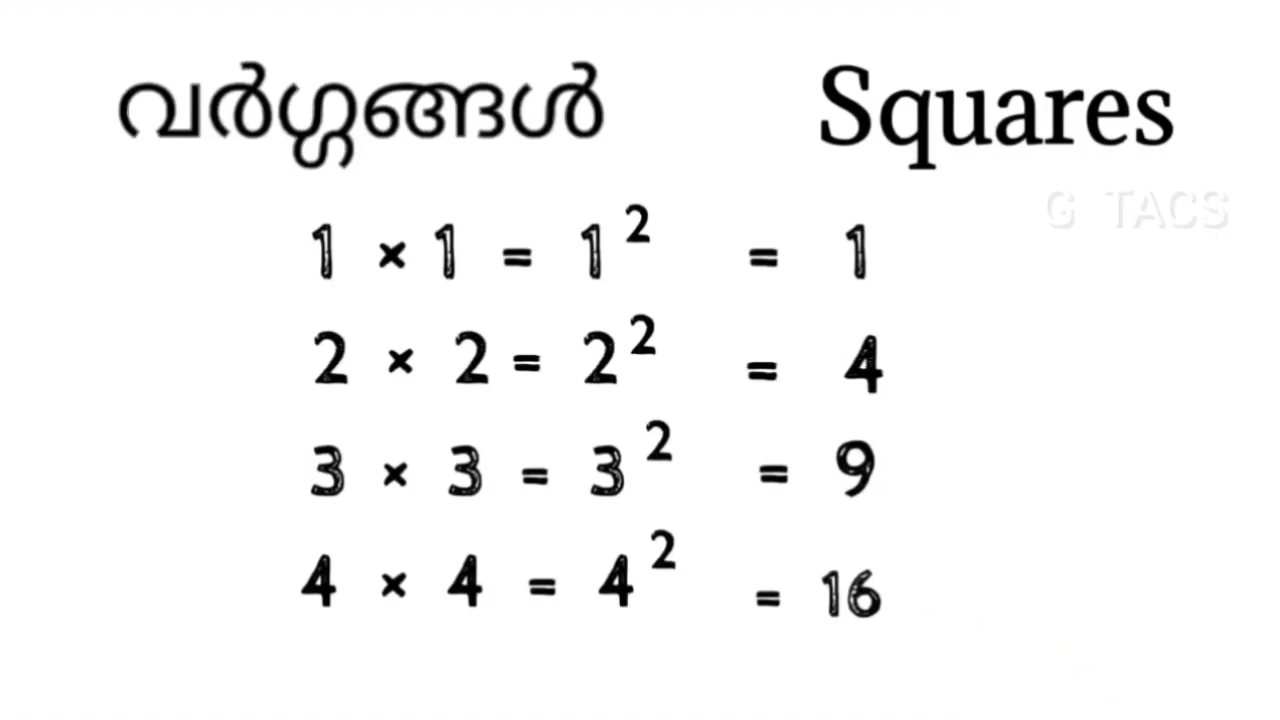 വർഗ്ഗങ്ങൾ Squares
G TACS
1 × 1 = 1² = 1
2 × 2 = 2² = 4
3 × 3 = 3² = 9
4 × 4 = 4² = 16